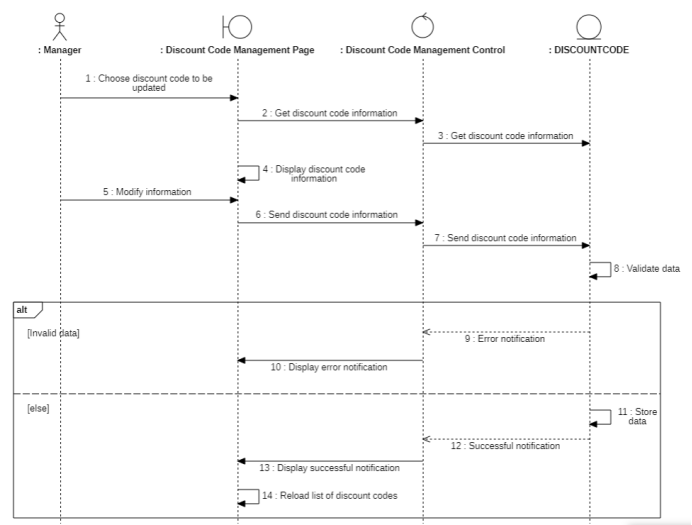 : Manager
: Discount Code Management Page
: Discount Code Management Control
: DISCOUNTCODE
1 : Choose discount code to be
updated
2 : Get discount code information
3 : Get discount code information
4 : Display discount code
information
5 : Modify information
6 : Send discount code information
7 : Send discount code information
8 : Validate data
alt
[Invalid data]
9 : Error notification
10 : Display error notification
[else]
11 : Store
data
12 : Successful notification
13 : Display successful notification
14 : Reload list of discount codes